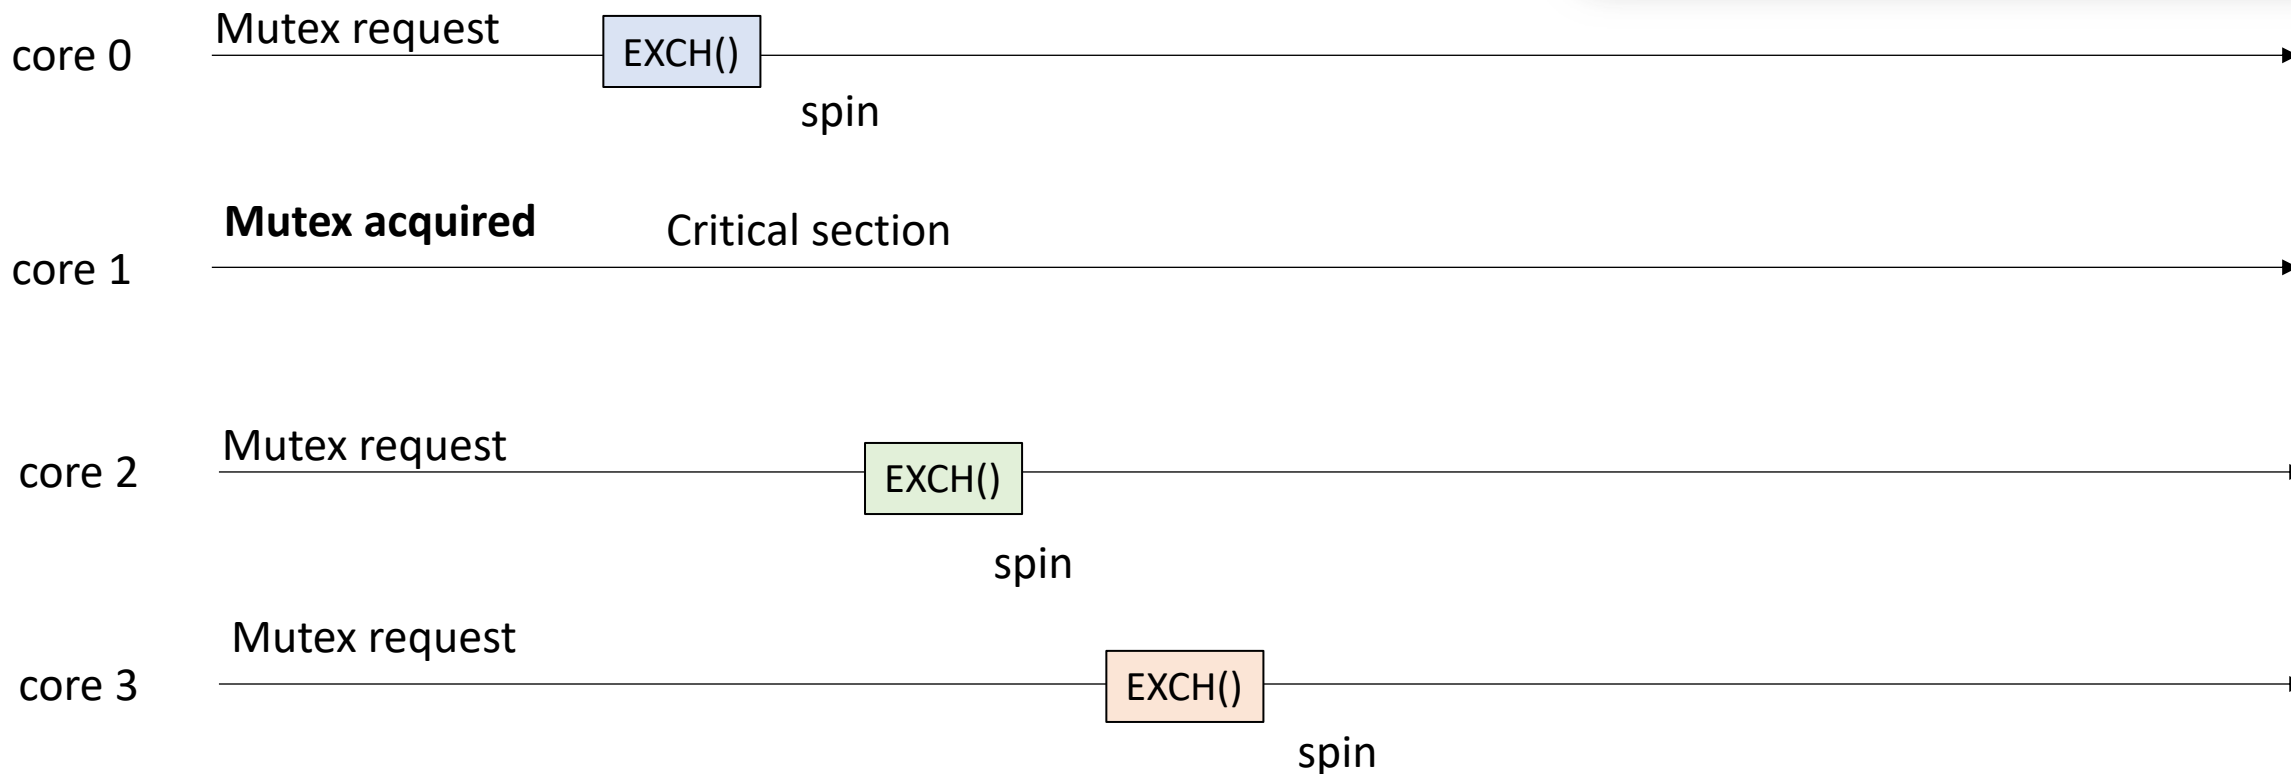 Mutex request
core 0
EXCH()
spin
Mutex acquired
Critical section
core 1
Mutex request
core 2
EXCH()
spin
Mutex request
core 3
EXCH()
spin